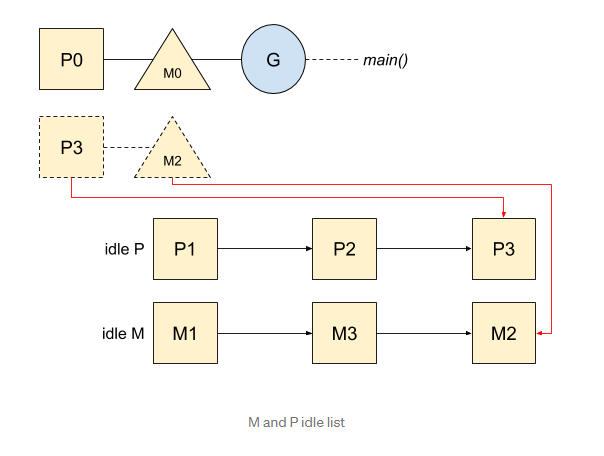 P0 M0 G main()
P3 M2
idle P P1 P2 P3
idle M M1 M3 M2
M and P idle list